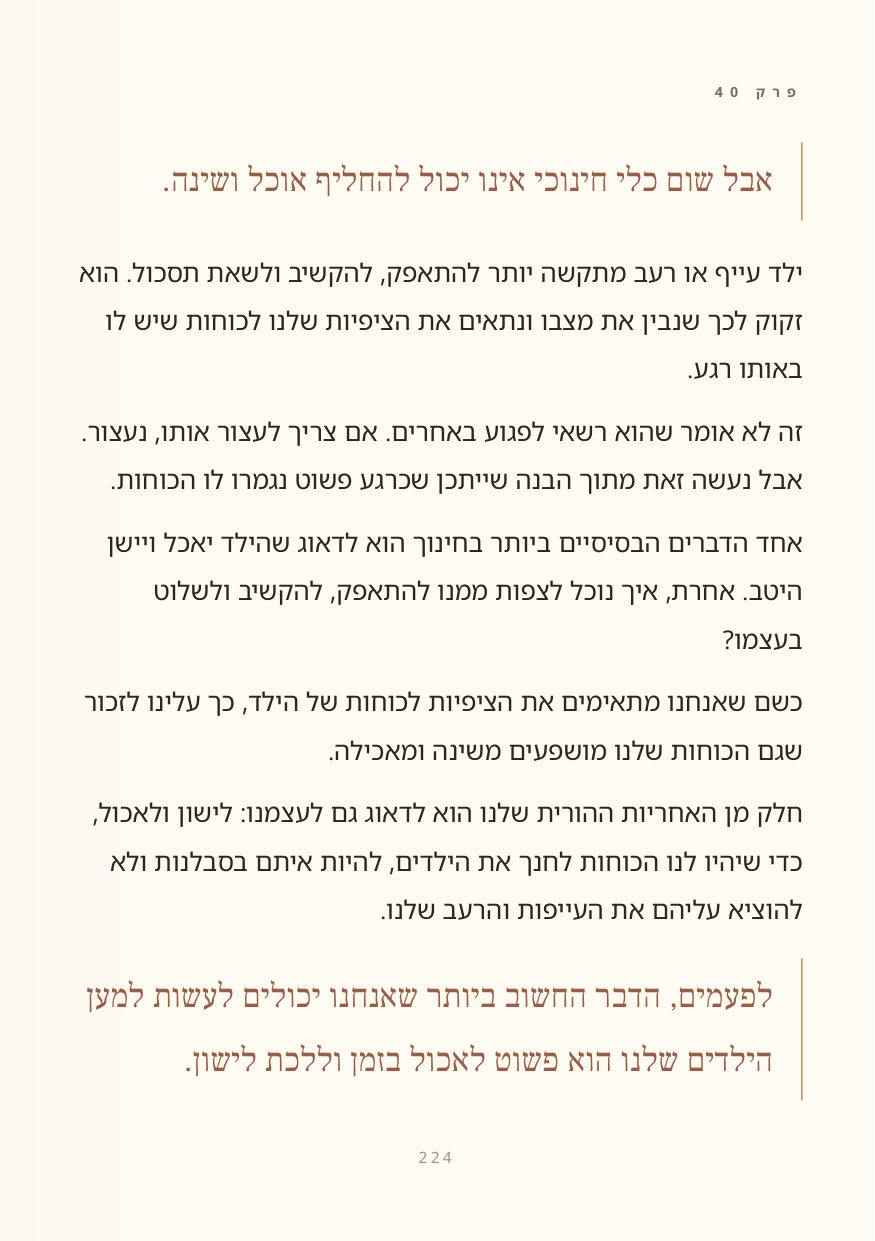 פרק 40
אבל שום כלי חינוכי אינו יכול להחליף אוכל ושינה.
ילד עייף או רעב מתקשה יותר להתאפק, להקשיב ולשאת תסכול. הוא
זקוק לכך שנבין את מצבו ונתאים את הציפיות שלנו לכוחות שיש לו
באותו רגע.
זה לא אומר שהוא רשאי לפגוע באחרים. אם צריך לעצור אותו, נעצור.
אבל נעשה זאת מתוך הבנה שייתכן שכרגע פשוט נגמרו לו הכוחות.
אחד הדברים הבסיסיים ביותר בחינוך הוא לדאוג שהילד יאכל ויישן
היטב. אחרת, איך נוכל לצפות ממנו להתאפק, להקשיב ולשלוט
בעצמו?
כשם שאנחנו מתאימים את הציפיות לכוחות של הילד, כך עלינו לזכור
שגם הכוחות שלנו מושפעים משינה ומאכילה.
חלק מן האחריות ההורית שלנו הוא לדאוג גם לעצמנו: לישון ולאכול,
כדי שיהיו לנו הכוחות לחנך את הילדים, להיות איתם בסבלנות ולא
להוציא עליהם את העייפות והרעב שלנו.
לפעמים, הדבר החשוב ביותר שאנחנו יכולים לעשות למען
הילדים שלנו הוא פשוט לאכול בזמן וללכת לישון.
224